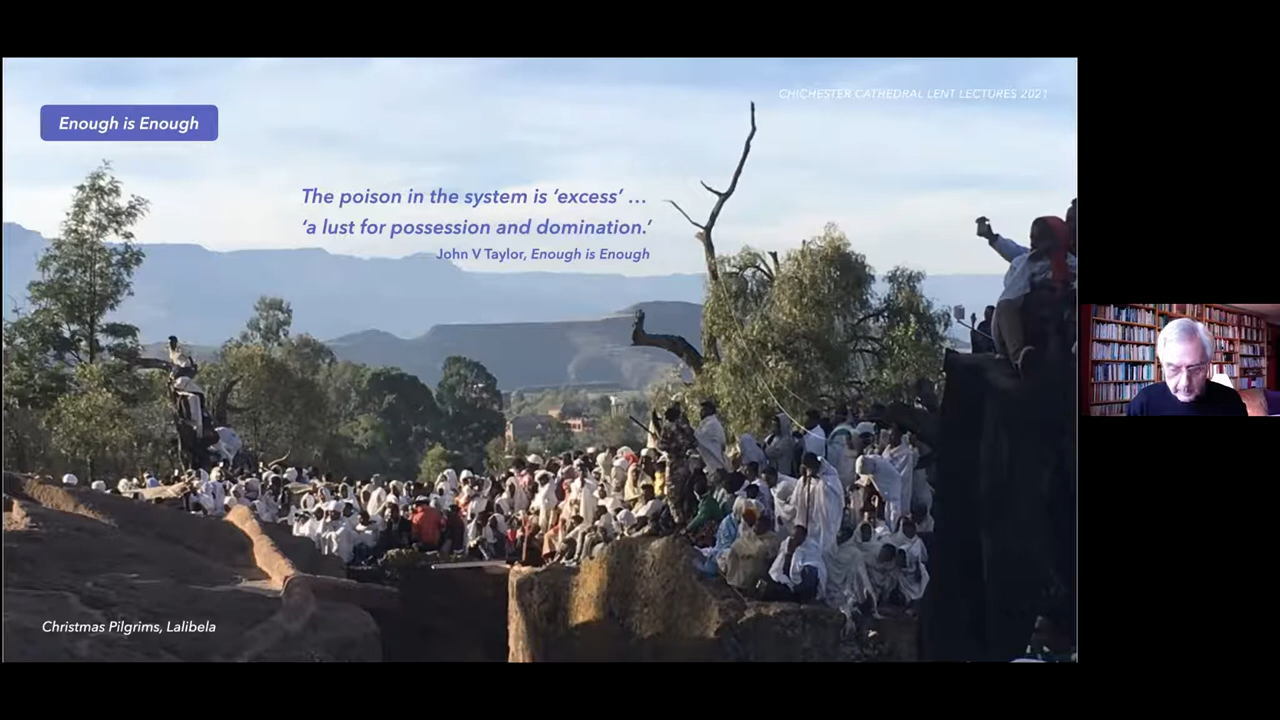 CHICHESTER CATHEDRAL LENT LECTURES 2021
Enough is Enough
The poison in the system is ‘excess’ …
‘a lust for possession and domination.’
John V Taylor, Enough is Enough
Christmas Pilgrims, Lalibela